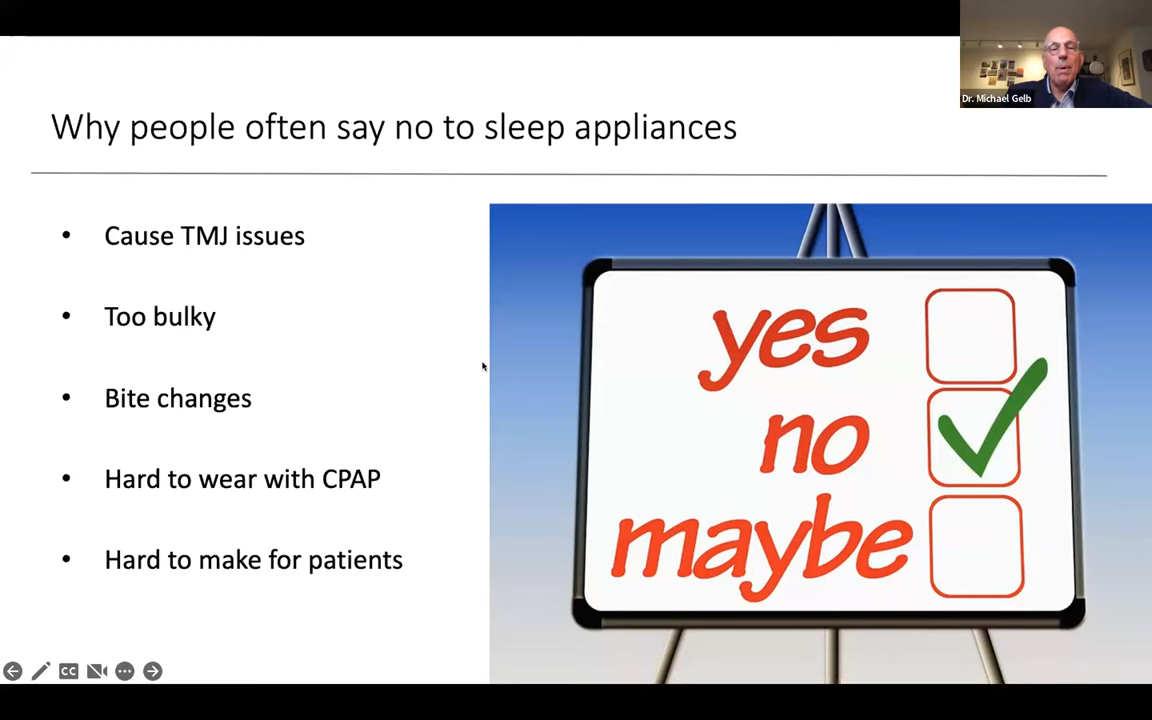 Dr. Michael Gelb
Why people often say no to sleep appliances
• Cause TMJ issues
• Too bulky
• Bite changes
• Hard to wear with CPAP
• Hard to make for patients
yes
no
maybe
CC